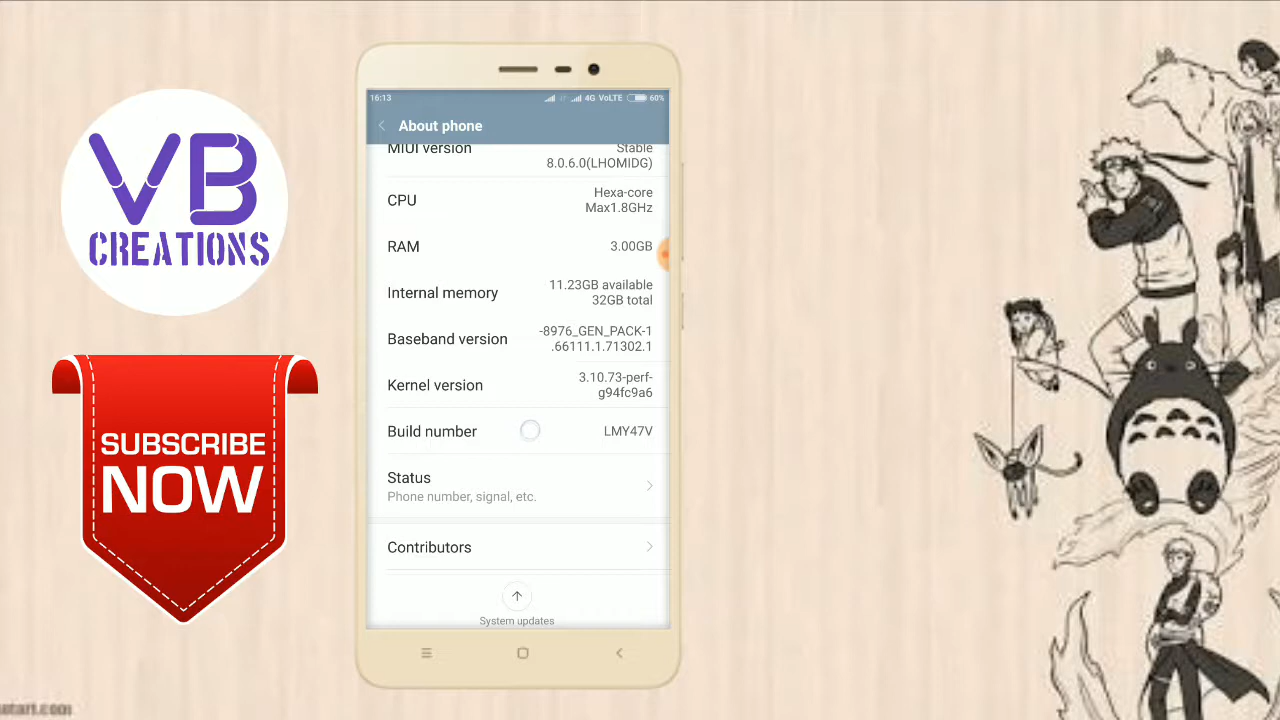 VB
CREATIONS
SUBSCRIBE
NOW
16:13
4G VoLTE 60%
About phone
MIUI version
Stable
8.0.6.0(LHOMIDG)
CPU
Hexa-core
Max1.8GHz
RAM
3.00GB
Internal memory
11.23GB available
32GB total
Baseband version
-8976_GEN_PACK-1
.66111.1.71302.1
Kernel version
3.10.73-perf-
g94fc9a6
Build number
LMY47V
Status
Phone number, signal, etc.
Contributors
System updates